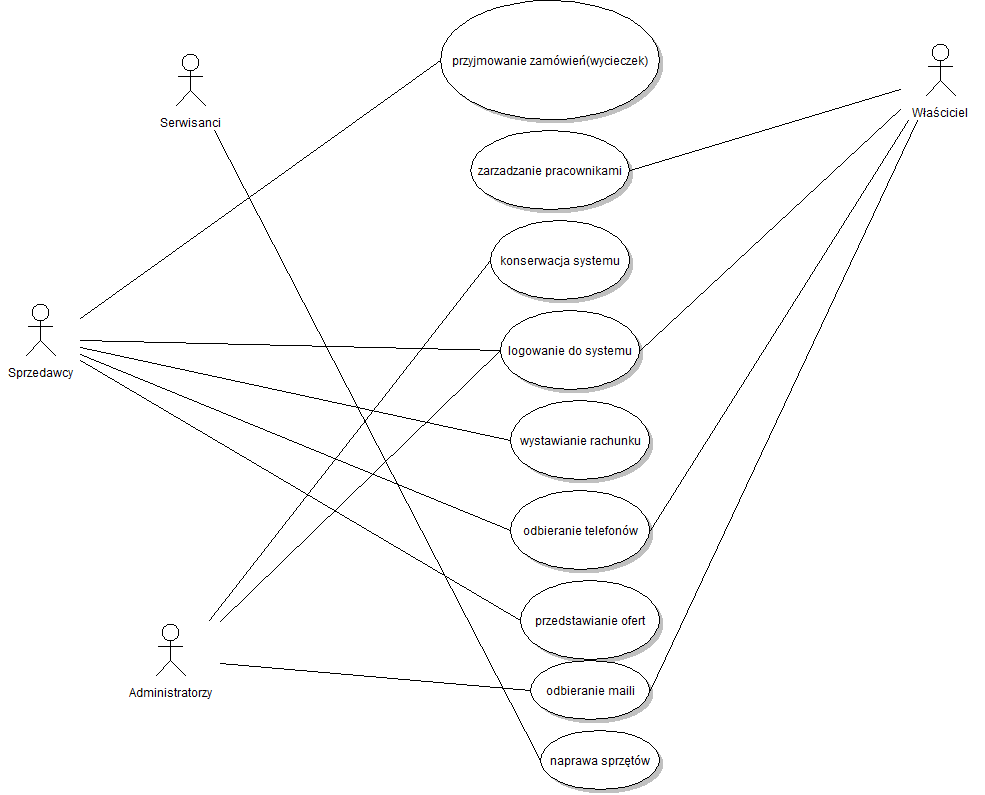 przyjmowanie zamówień(wycieczek)
Serwisanci
Właściciel
zarzadzanie pracownikami
konserwacja systemu
logowanie do systemu
Sprzedawcy
wystawianie rachunku
odbieranie telefonów
przedstawianie ofert
Administratorzy
odbieranie maili
naprawa sprzętów